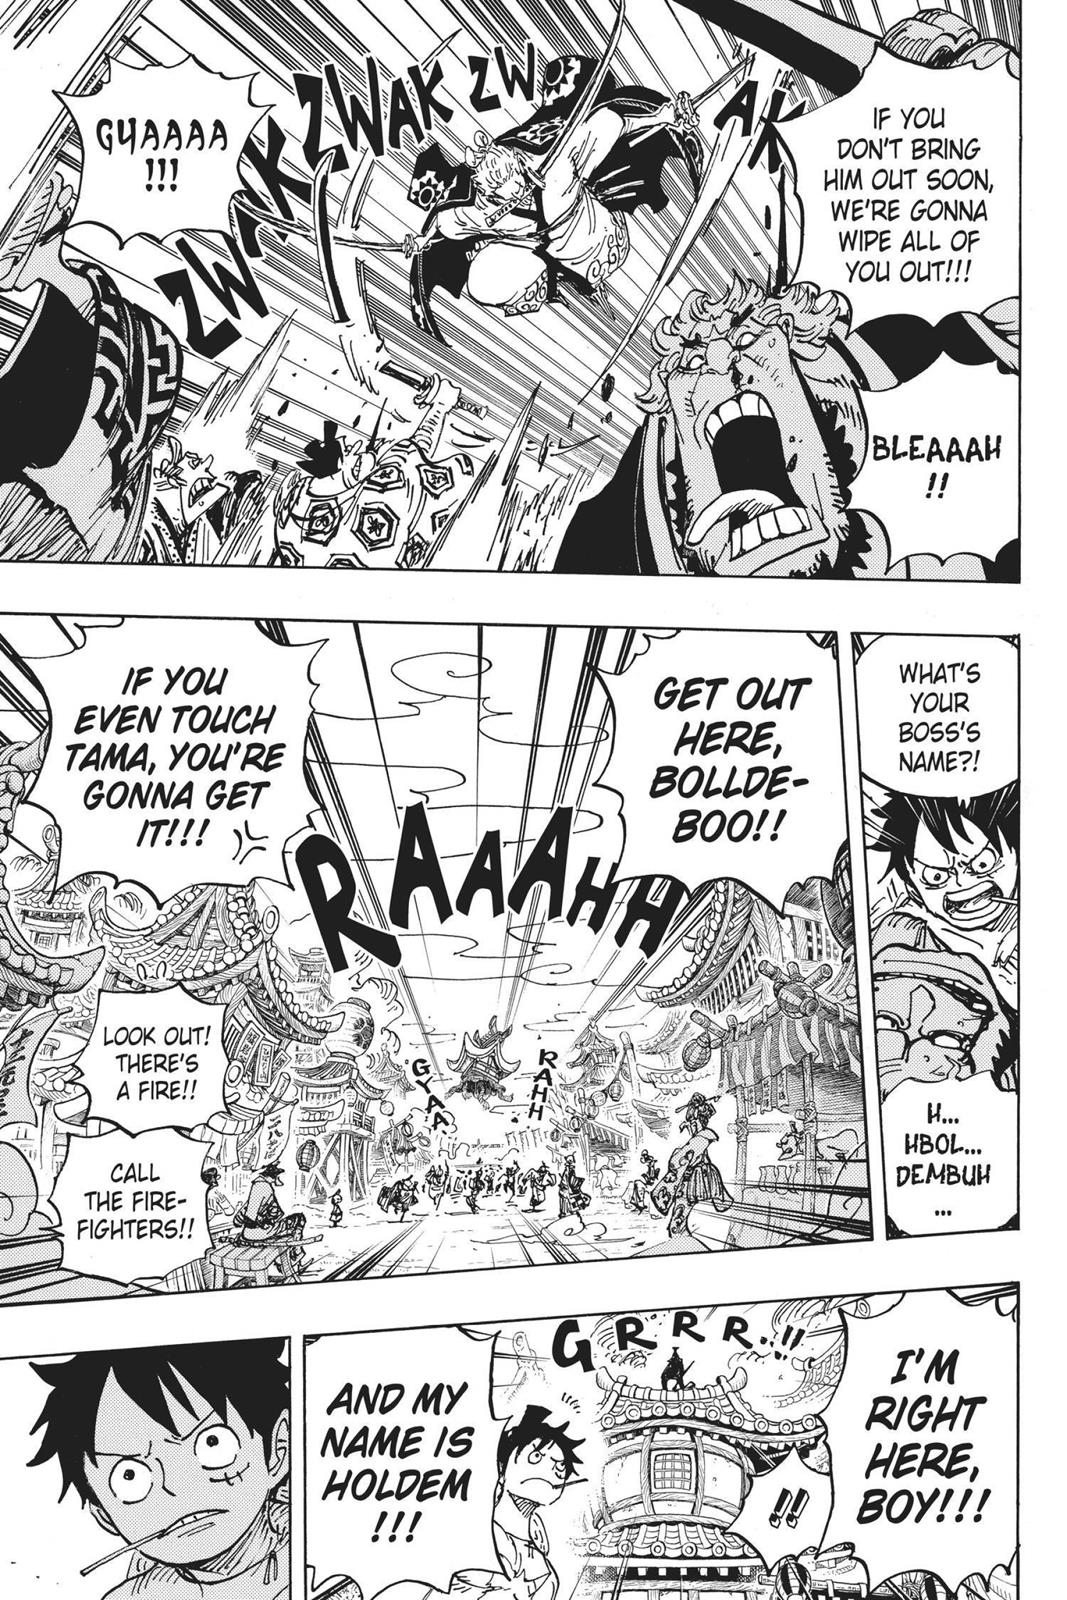 IF YOU
DON'T BRING
HIM OUT SOON,
WE'RE GONNA
WIPE ALL OF
YOU OUT!!!
ZWAK ZWAK ZWAK ZWAK
GYAAAA
!!!
BLEAAAH
!!
WHAT'S
YOUR
BOSS'S
NAME?!
H...
HBOL...
DEMBUH
...
GET OUT
HERE,
BOLLDE-
BOO!!
IF YOU
EVEN TOUCH
TAMA, YOU'RE
GONNA GET
IT!!!
RAAAHH
RAHH
GYAA
LOOK OUT!
THERE'S
A FIRE!!
CALL
THE FIRE-
FIGHTERS!!
I'M
RIGHT
HERE,
BOY!!!
GRRR..!!
!!
AND MY
NAME IS
HOLDEM
!!!